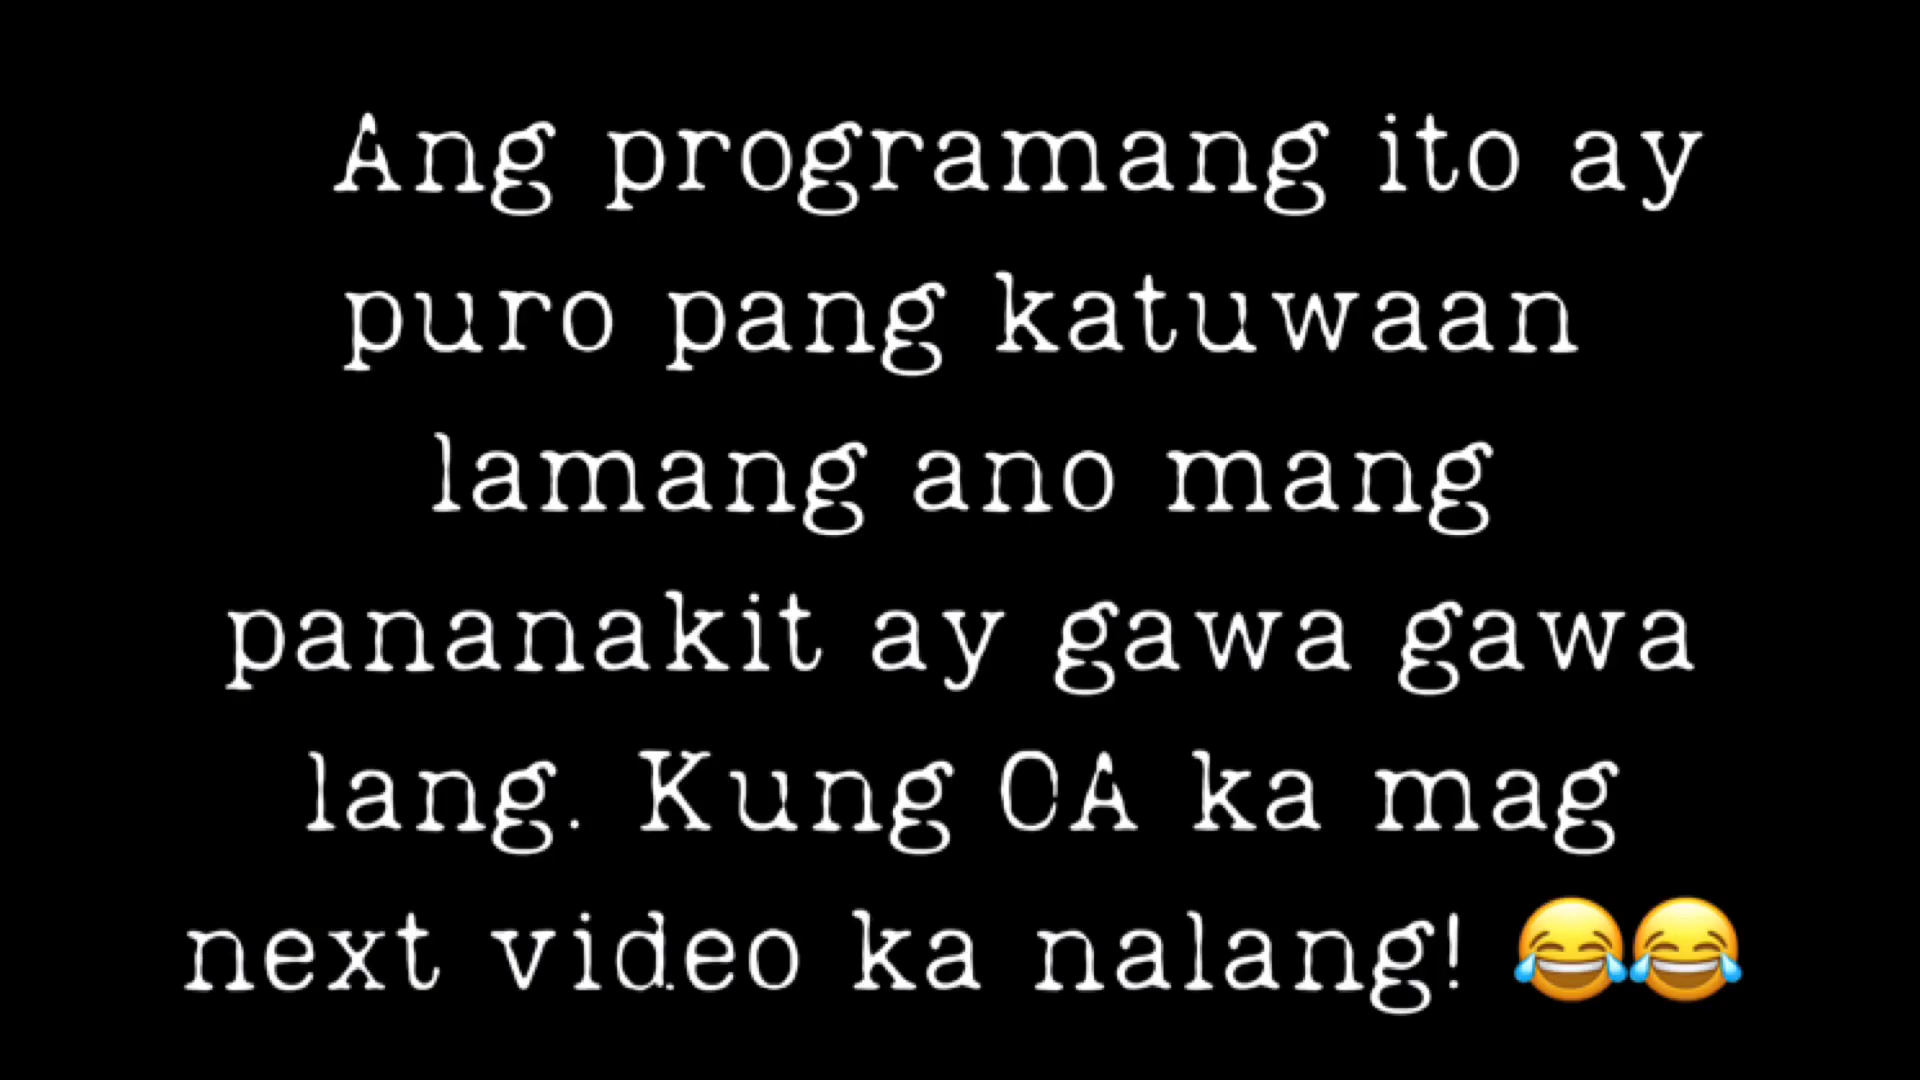 Ang programang ito ay
puro pang katuwaan
lamang ano mang
pananakit ay gawa gawa
lang. Kung OA ka mag
next video ka nalang! 😂😂